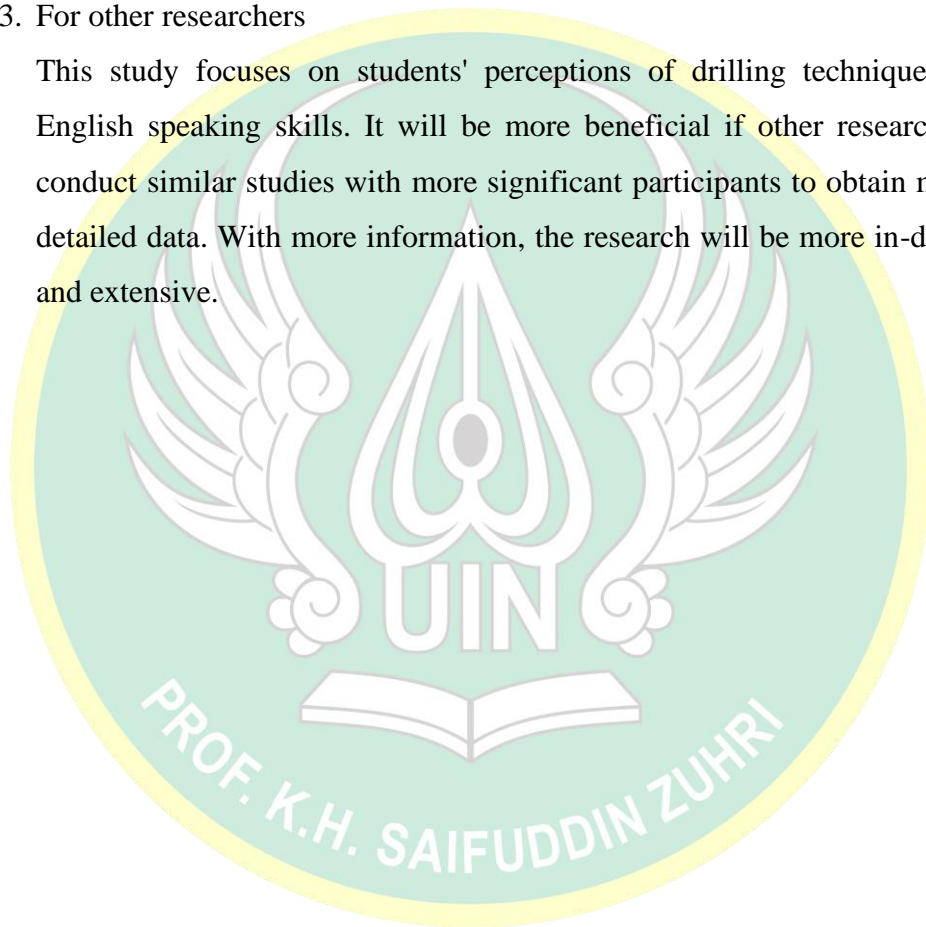 3. For other researchers
This study focuses on students' perceptions of drilling technique
English speaking skills. It will be more beneficial if other researc
conduct similar studies with more significant participants to obtain
detailed data. With more information, the research will be more in-d
and extensive.
UIN
PROF. K.H. SAIFUDDIN ZUHRI